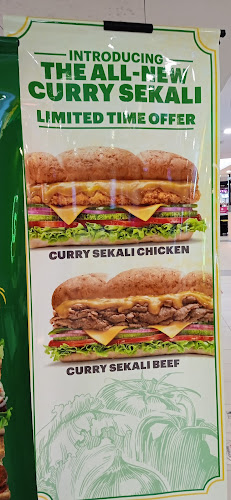 INTRODUCING
THE ALL-NEW
CURRY SEKALI
LIMITED TIME OFFER
CURRY SEKALI CHICKEN
CURRY SEKALI BEEF